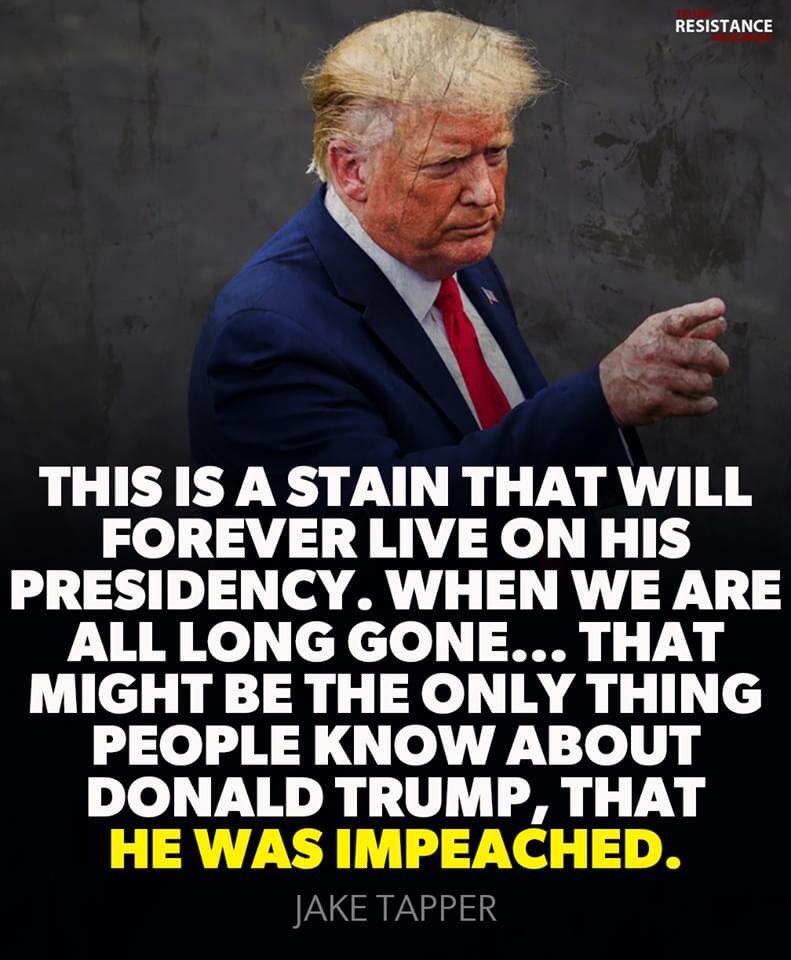 TRUMP
RESISTANCE
THIS IS A STAIN THAT WILL
FOREVER LIVE ON HIS
PRESIDENCY. WHEN WE ARE
ALL LONG GONE... THAT
MIGHT BE THE ONLY THING
PEOPLE KNOW ABOUT
DONALD TRUMP, THAT
HE WAS IMPEACHED.
JAKE TAPPER